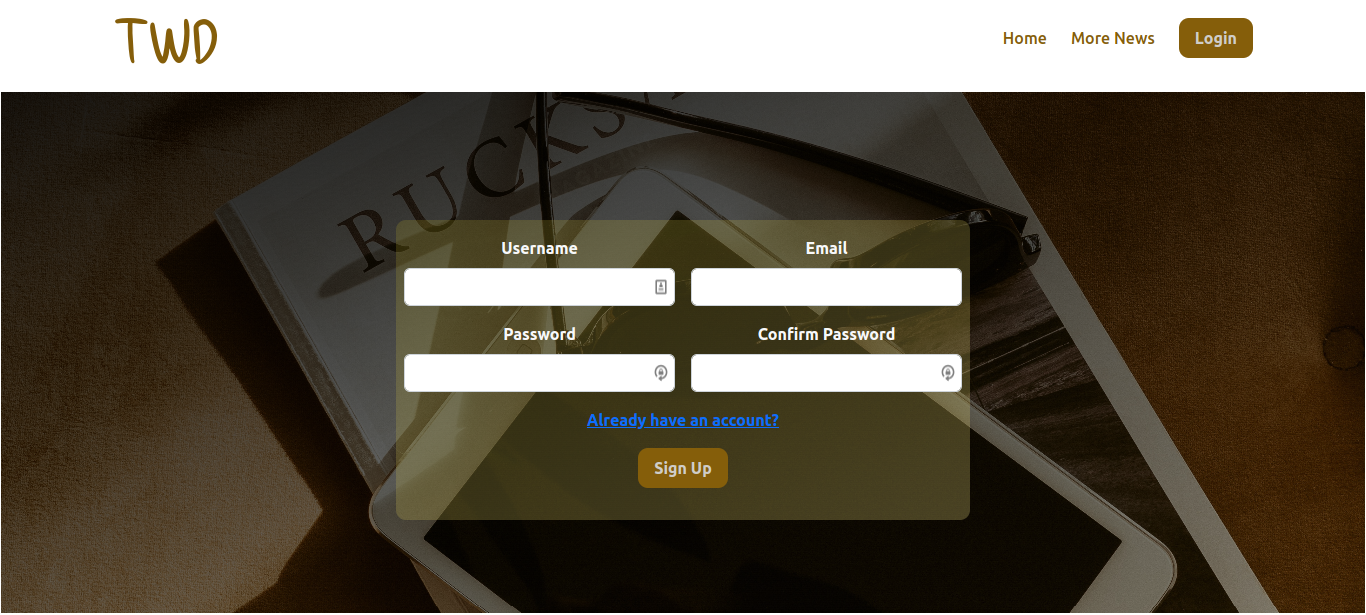 TWD
Home More News Login
RUCKS
Username Email
Password Confirm Password
Already have an account?
Sign Up